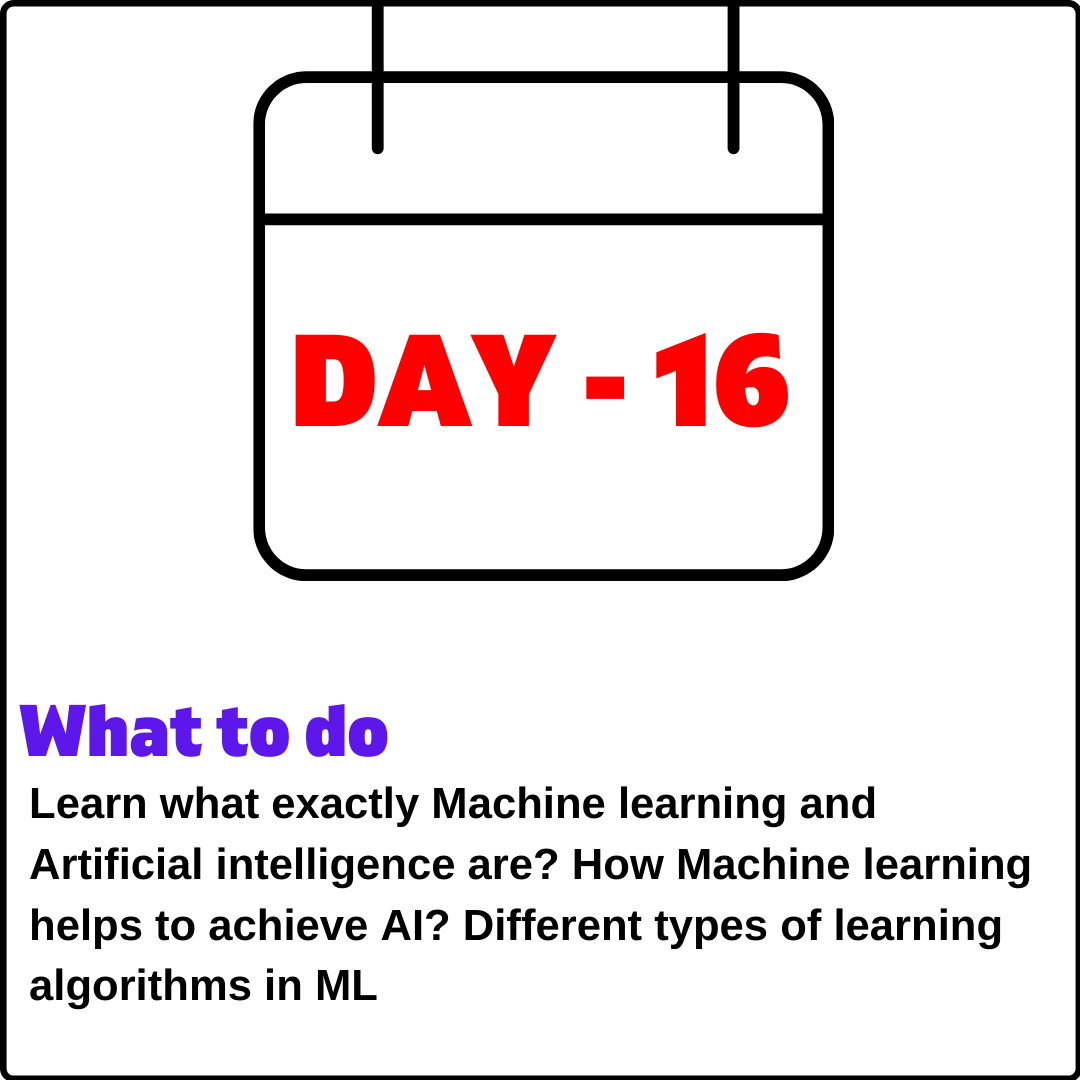 DAY - 16
What to do
Learn what exactly Machine learning and
Artificial intelligence are? How Machine learning
helps to achieve AI? Different types of learning
algorithms in ML